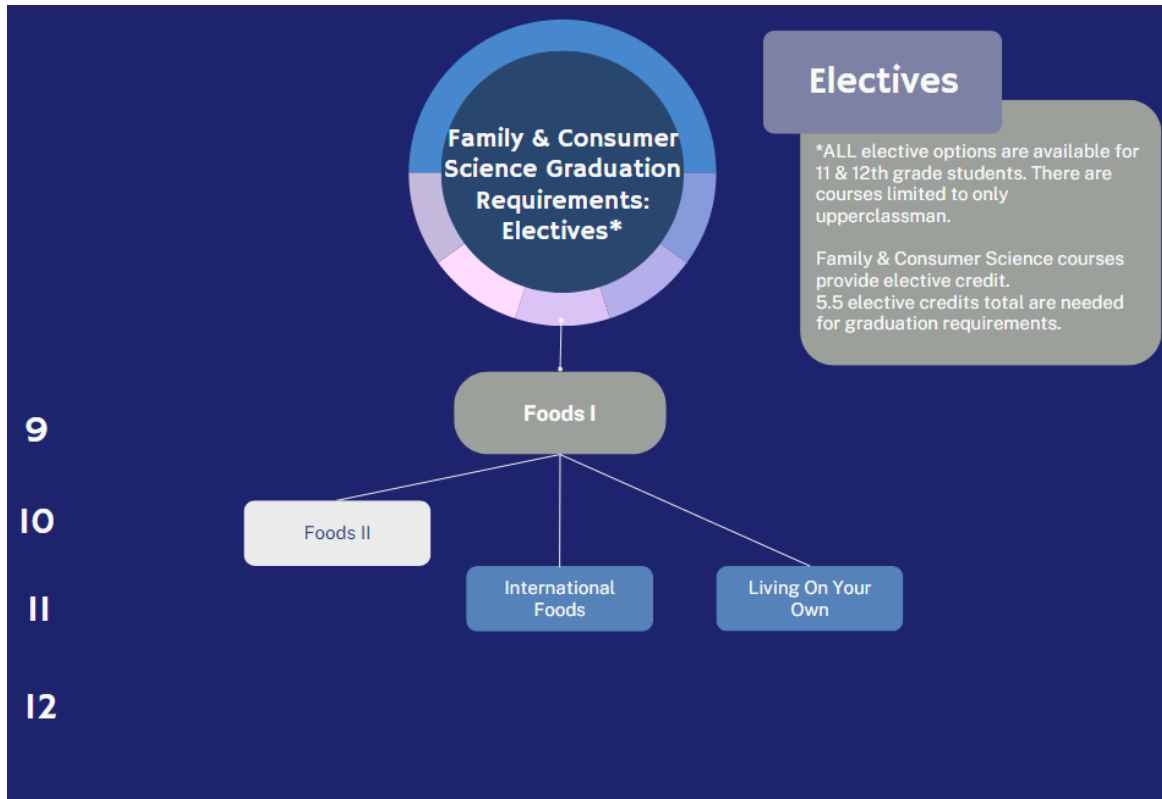 Family & Consumer
Science Graduation
Requirements:
Electives*
Electives
*ALL elective options are available for
11 & 12th grade students. There are
courses limited to only
upperclassman.
Family & Consumer Science courses
provide elective credit.
5.5 elective credits total are needed
for graduation requirements.
9
Foods I
10
Foods II
11
International
Foods
Living On Your
Own
12